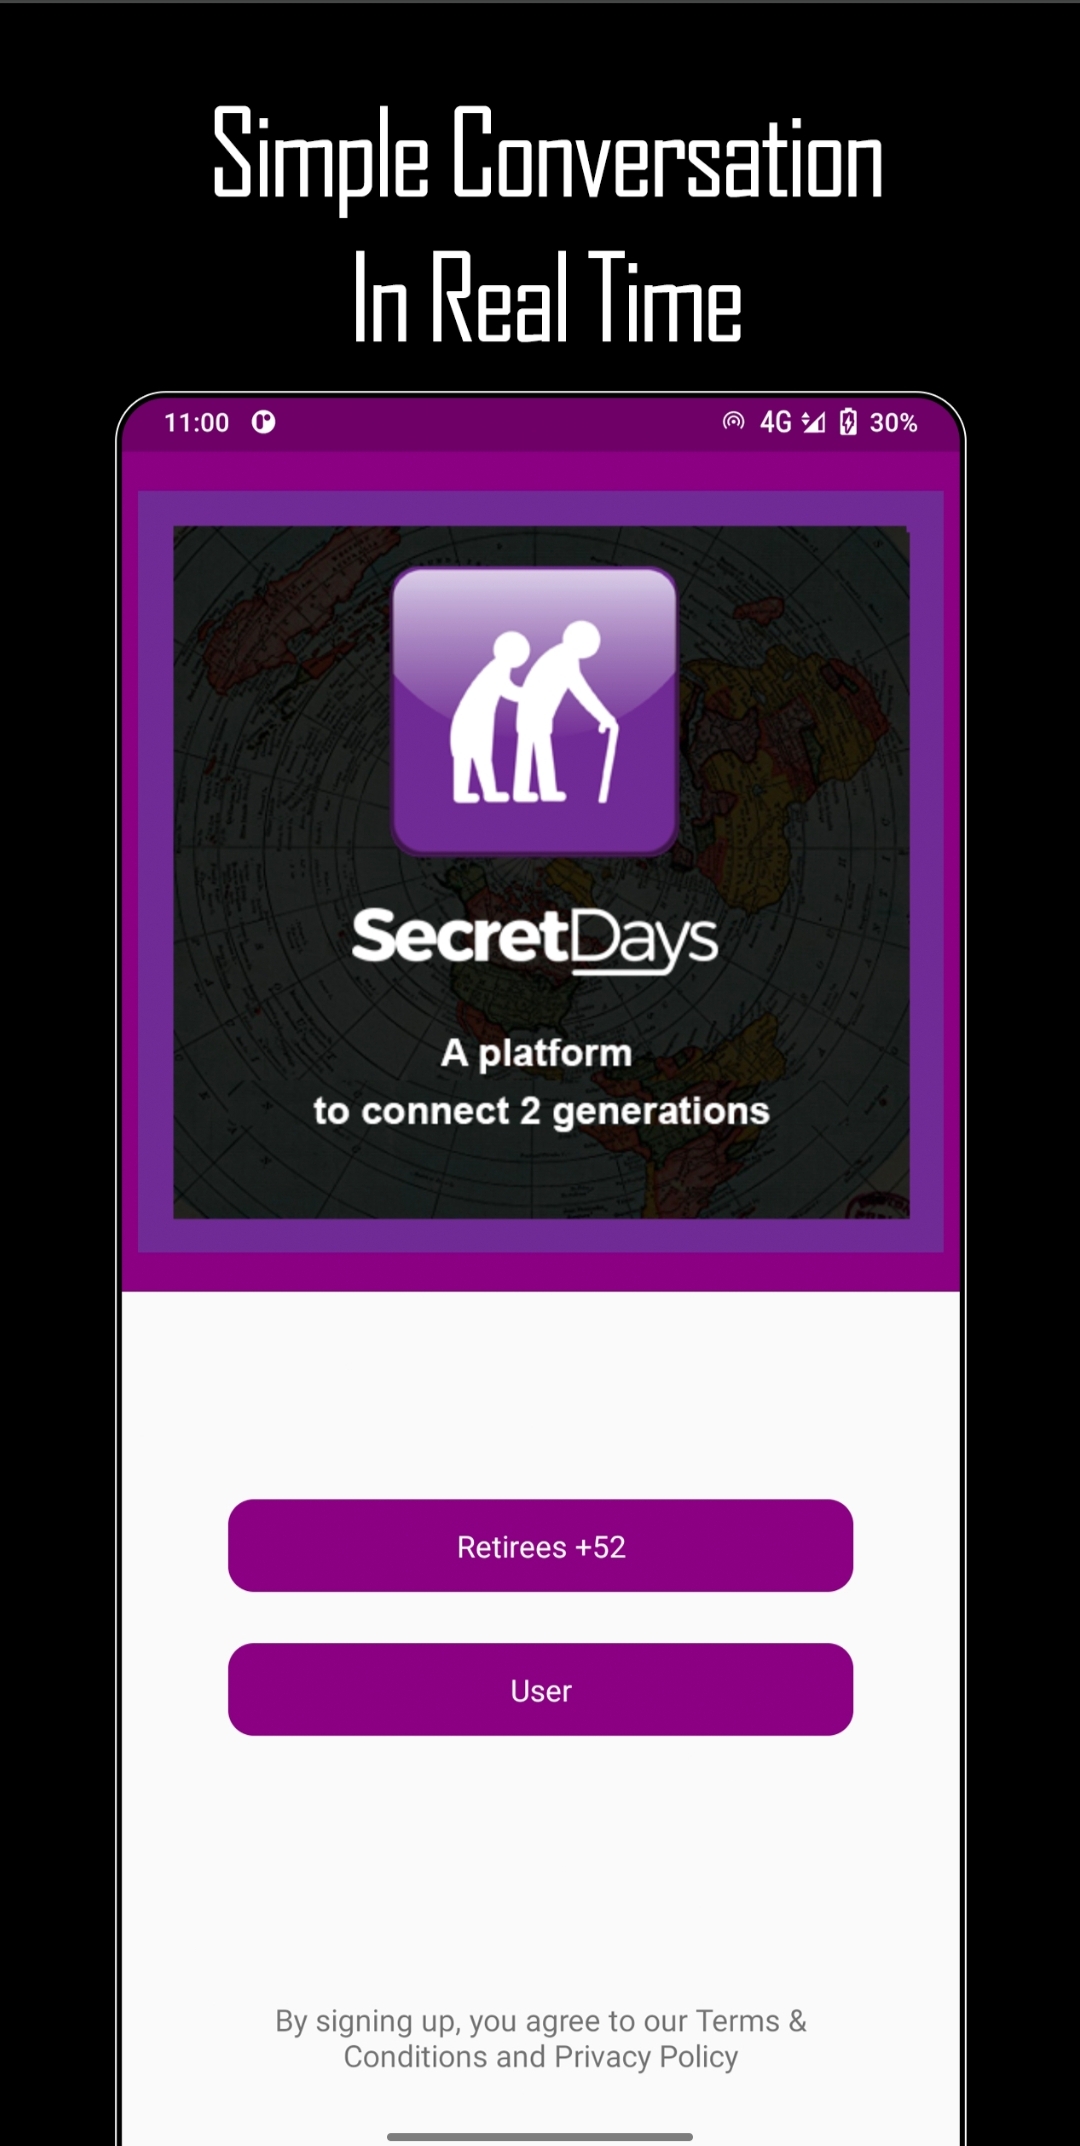 Simple Conversation
In Real Time
11:00
4G
30%
SecretDays
A platform
to connect 2 generations
Retirees +52
User
By signing up, you agree to our Terms &
Conditions and Privacy Policy